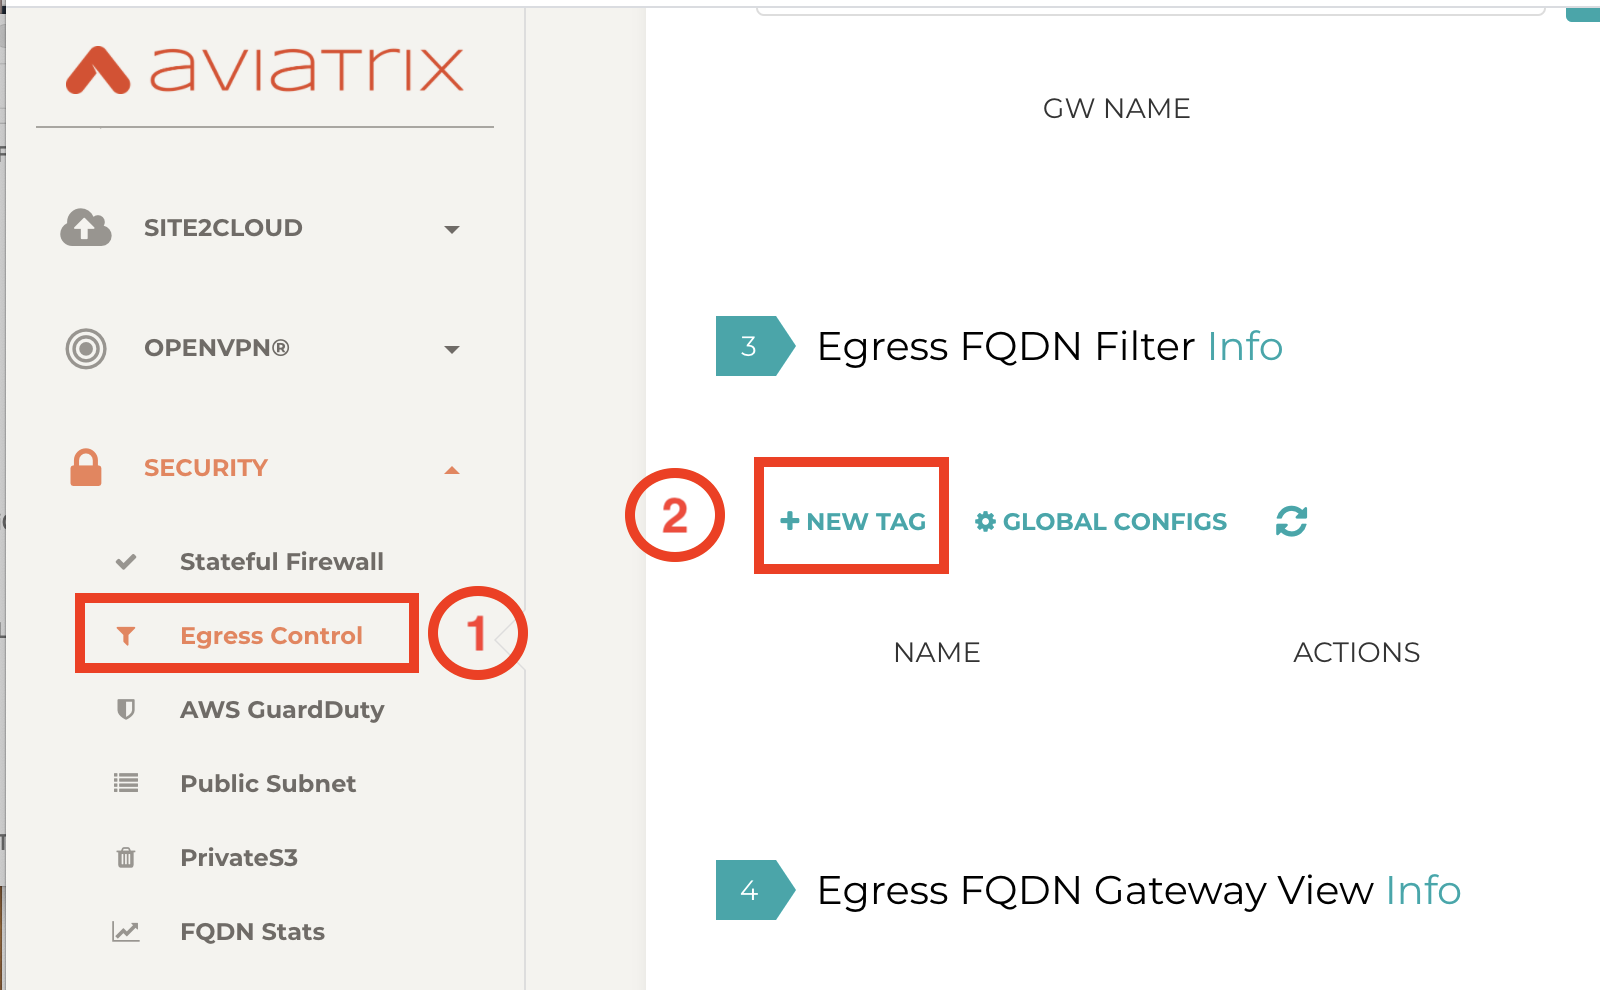 aviatrix
SITE2CLOUD
OPENVPN®
SECURITY
Stateful Firewall
Egress Control
1
AWS GuardDuty
Public Subnet
PrivateS3
FQDN Stats
GW NAME
3 Egress FQDN Filter Info
2
+ NEW TAG GLOBAL CONFIGS
NAME ACTIONS
4 Egress FQDN Gateway View Info